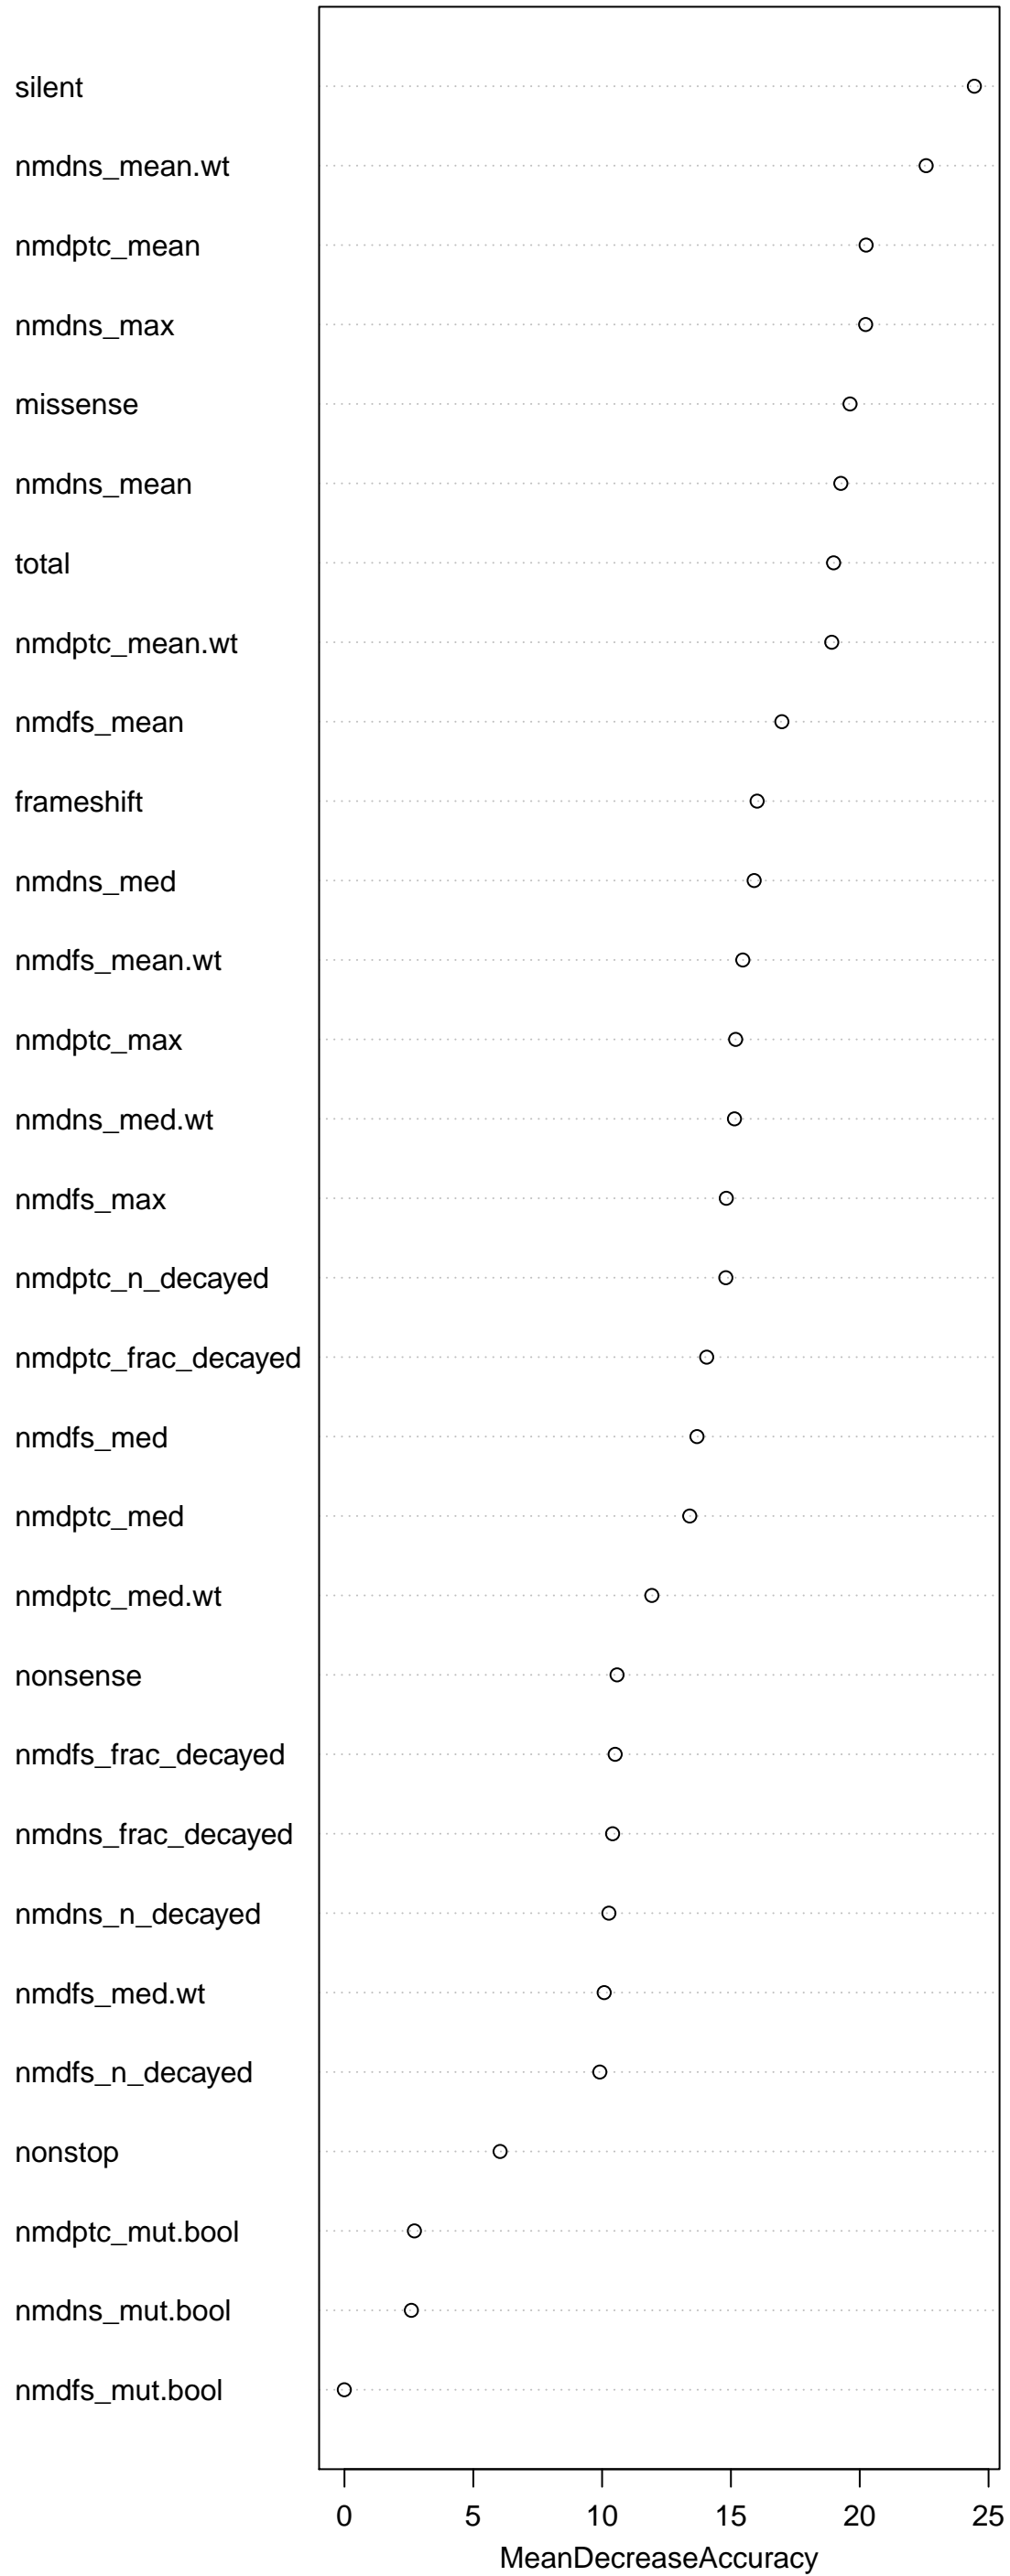 silent
nmdns_mean.wt
nmdptc_mean
nmdns_max
missense
nmdns_mean
total
nmdptc_mean.wt
nmdfs_mean
frameshift
nmdns_med
nmdfs_mean.wt
nmdptc_max
nmdns_med.wt
nmdfs_max
nmdptc_n_decayed
nmdptc_frac_decayed
nmdfs_med
nmdptc_med
nmdptc_med.wt
nonsense
nmdfs_frac_decayed
nmdns_frac_decayed
nmdns_n_decayed
nmdfs_med.wt
nmdfs_n_decayed
nonstop
nmdptc_mut.bool
nmdns_mut.bool
nmdfs_mut.bool
0 5 10 15 20 25
MeanDecreaseAccuracy